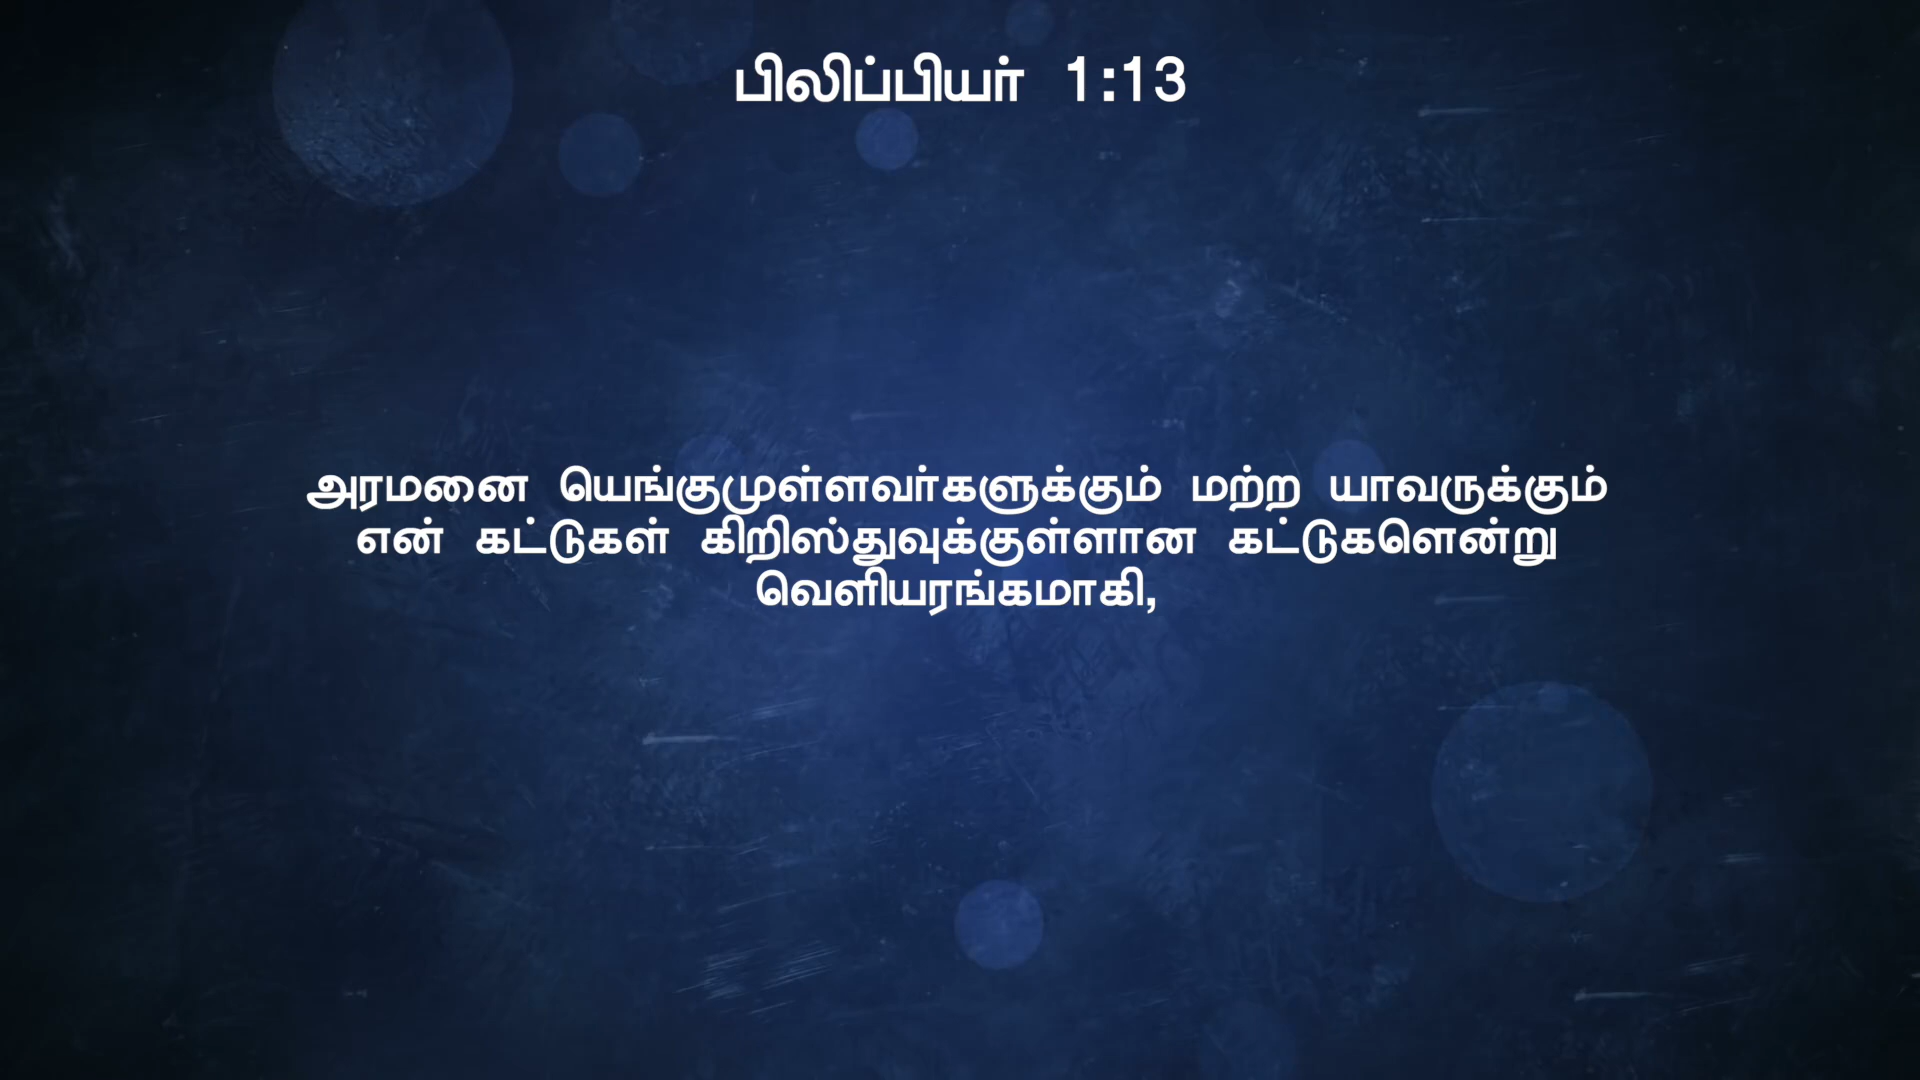 பிலிப்பியர் 1:13
அரமனை யெங்குமுள்ளவர்களுக்கும் மற்ற யாவருக்கும்
என் கட்டுகள் கிறிஸ்துவுக்குள்ளான கட்டுகளென்று
வெளியரங்கமாகி,